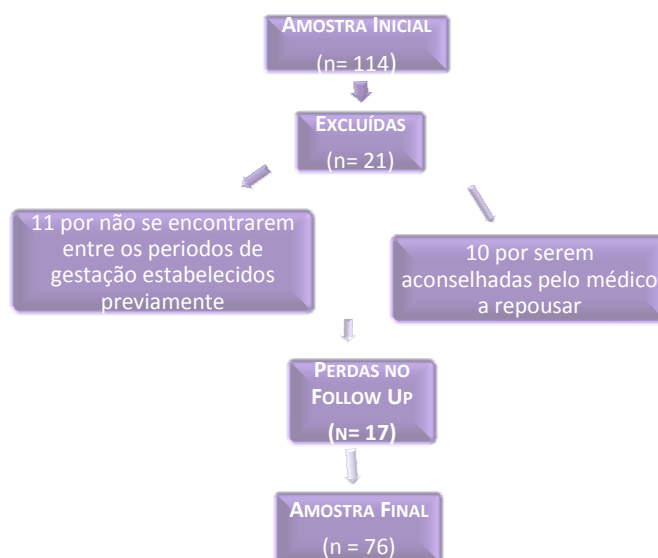 AMOSTRA INICIAL
(n= 114)
EXCLUÍDAS
(n= 21)
11 por não se encontrarem
entre os periodos de
gestação estabelecidos
previamente
10 por serem
aconselhadas pelo médico
a repousar
PERDAS NO
FOLLOW UP
(N= 17)
AMOSTRA FINAL
(n = 76)